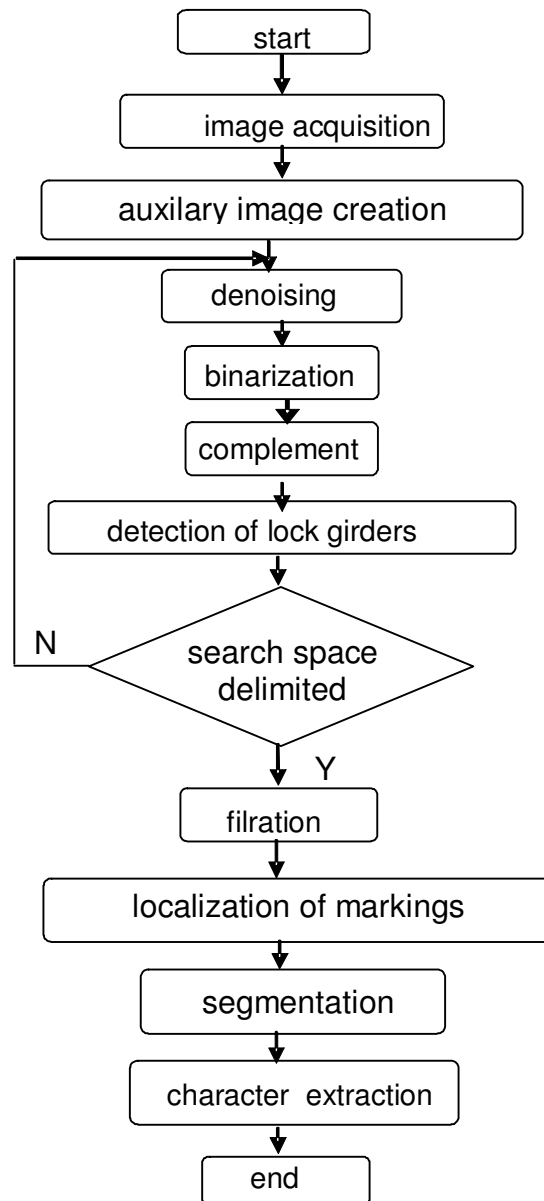 start
image acquisition
auxilary image creation
denoising
binarization
complement
detection of lock girders
N
search space
delimited
Y
filration
localization of markings
segmentation
character extraction
end